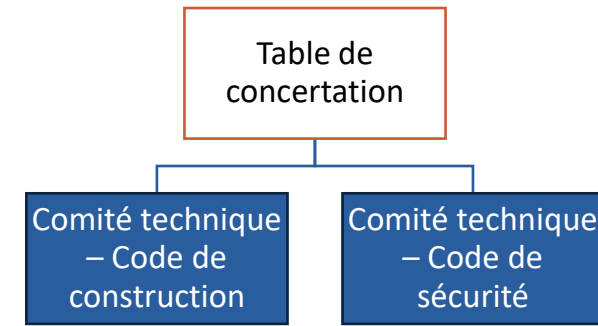 Table de
concertation
Comité technique
– Code de
construction
Comité technique
– Code de
sécurité